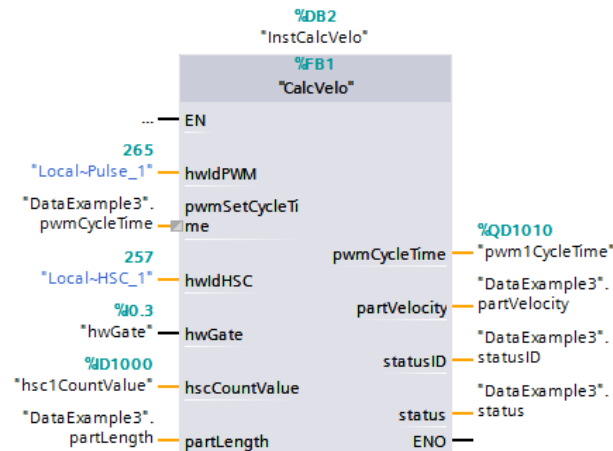 %DB2
"InstCalcVelo"
%FB1
"CalcVelo"
... EN
265
"Local~Pulse_1" hwIdPWM
"DataExample3".
pwmCycleTime
pwmSetCycleTi
me
257
"Local~HSC_1" hwIdHSC
%I0.3
"hwGate" hwGate
%ID1000
"hsc1CountValue" hscCountValue
"DataExample3".
partLength partLength
%QD1010
pwmCycleTime "pwm1CycleTime"
"DataExample3".
partVelocity partVelocity
"DataExample3".
statusID statusID
"DataExample3".
status status
ENO